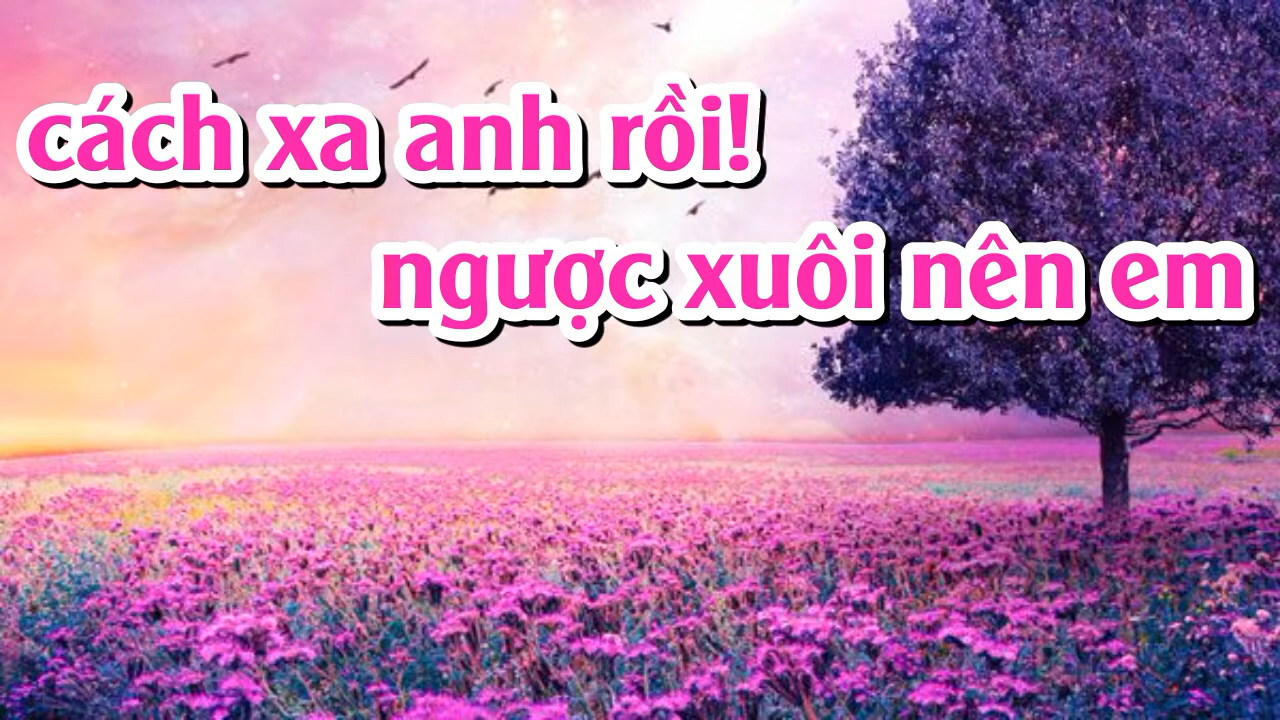 cách xa anh rồi!
ngược xuôi nên em